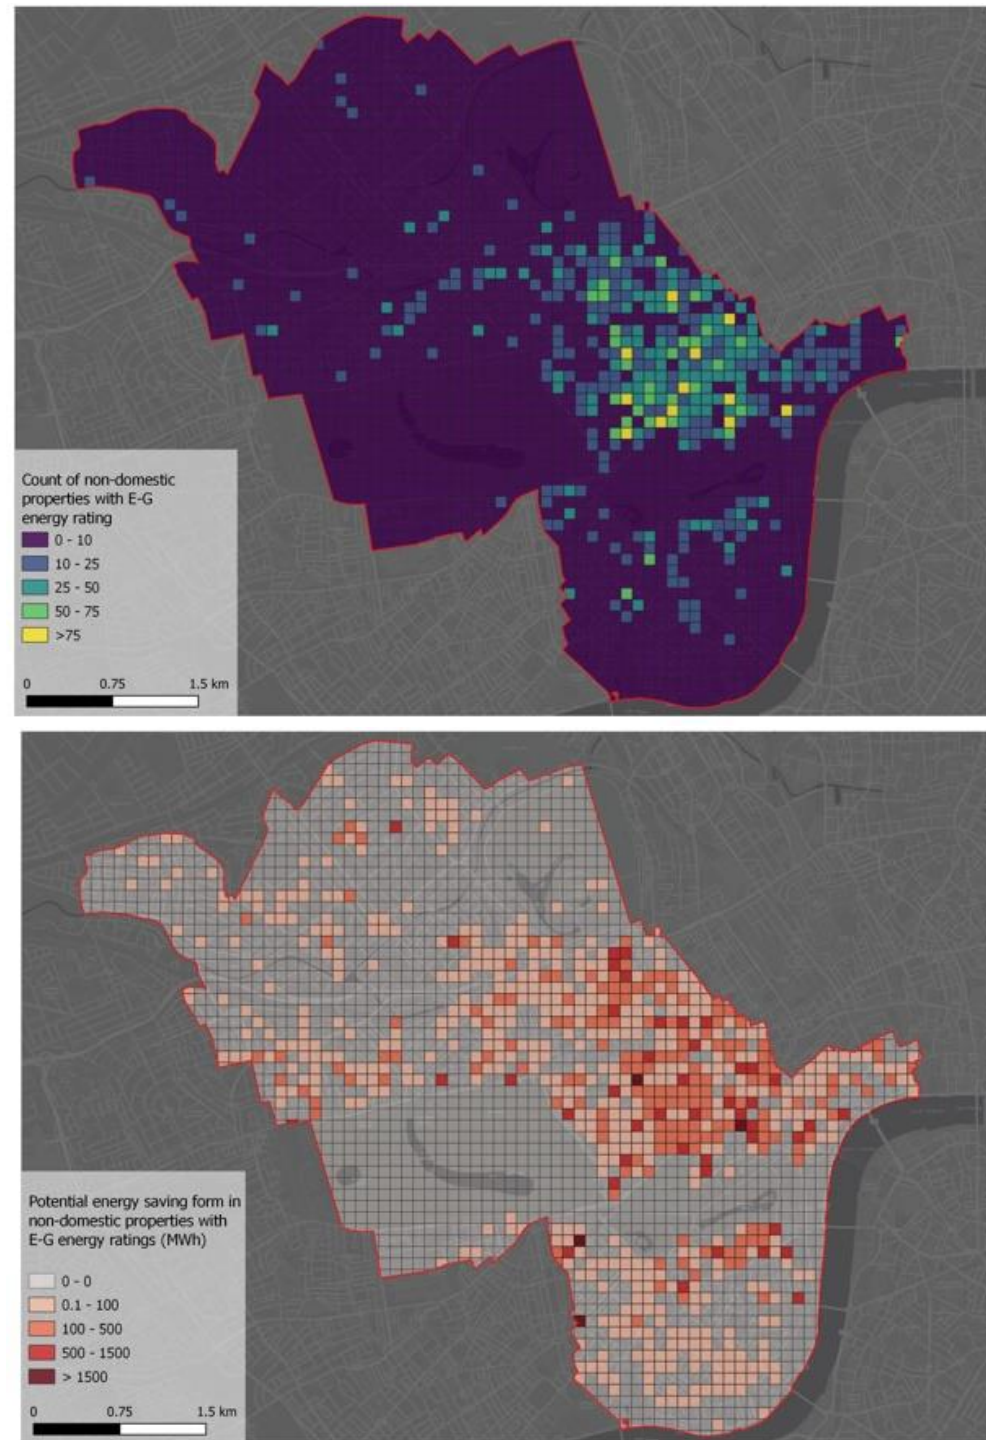 Count of non-domestic
properties with E-G
energy rating
0 - 10
10 - 25
25 - 50
50 - 75
>75
0 0.75 1.5 km
Potential energy saving form in
non-domestic properties with
E-G energy ratings (MWh)
0 - 0
0.1 - 100
100 - 500
500 - 1500
> 1500
0 0.75 1.5 km